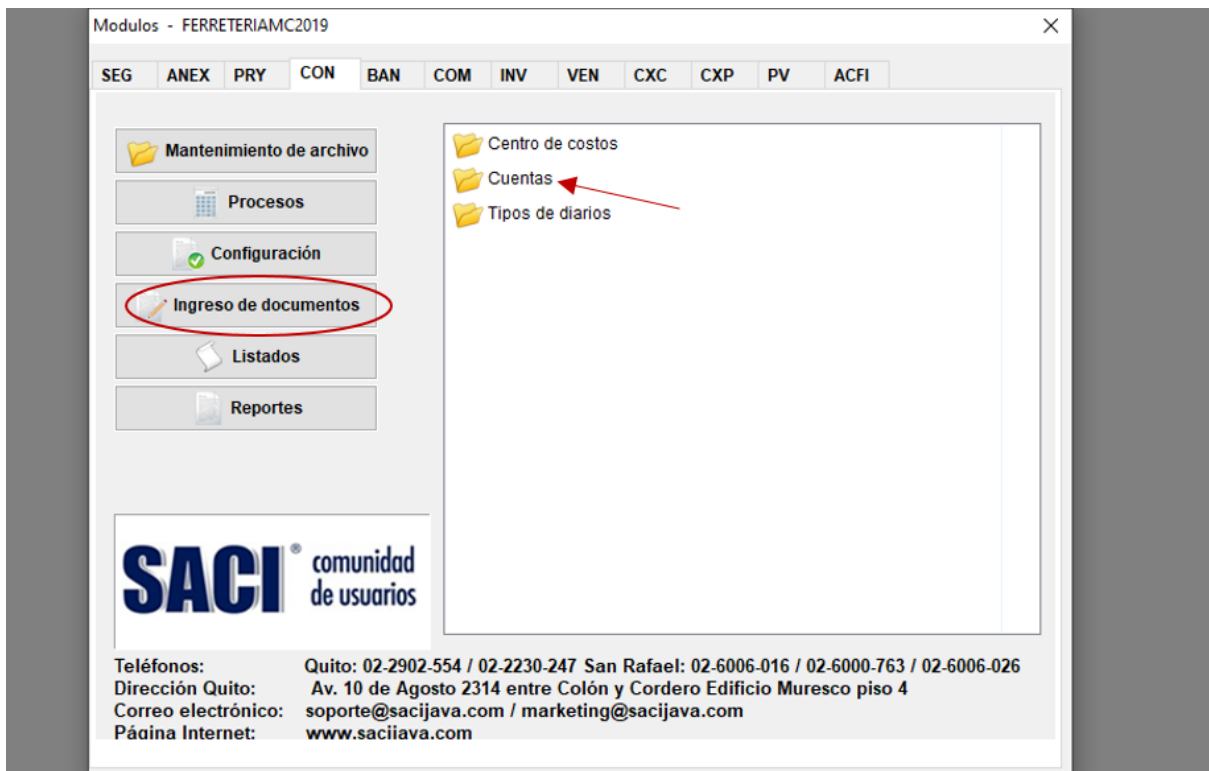 Modulos - FERRETERIAMC2019
SEG ANEX PRY CON BAN COM INV VEN CXC CXP PV ACFI
Mantenimiento de archivo
Procesos
Configuración
Ingreso de documentos
Listados
Reportes
Centro de costos
Cuentas
Tipos de diarios
SACI® comunidad
de usuarios
Teléfonos: Quito: 02-2902-554 / 02-2230-247 San Rafael: 02-6006-016 / 02-6000-763 / 02-6006-026
Dirección Quito: Av. 10 de Agosto 2314 entre Colón y Cordero Edificio Muresco piso 4
Correo electrónico: soporte@sacijava.com / marketing@sacijava.com
Página Internet: www.sacijava.com